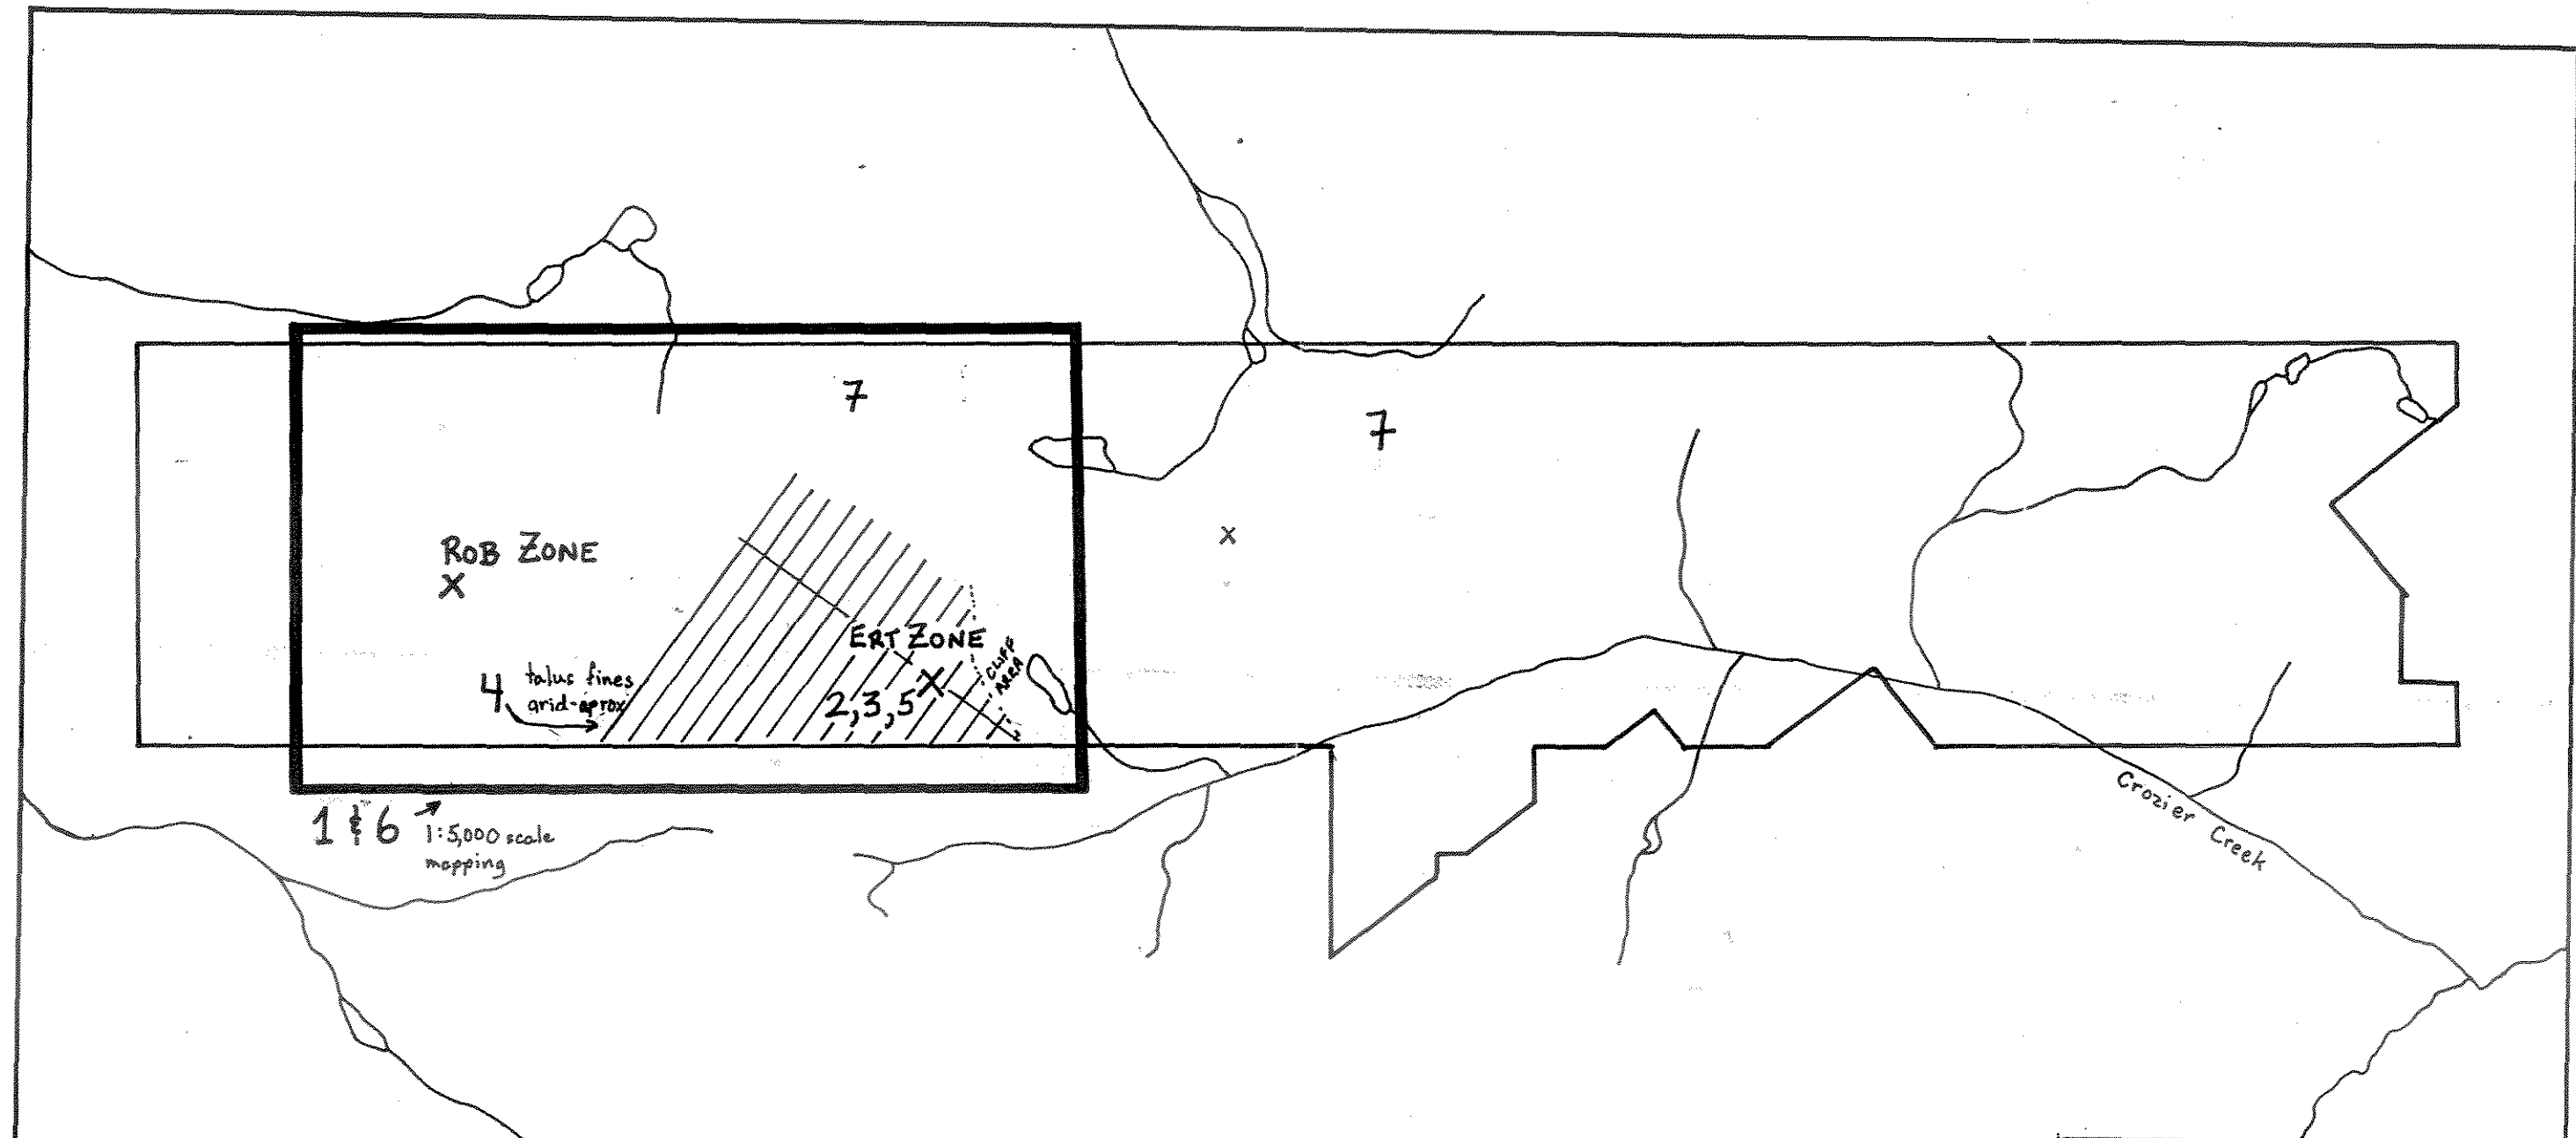 7
7
ROB ZONE
X
X
ERT ZONE
X
CLIFF
AREA
2,3,5
4
talus fines
grid-aprox
1 & 6
1:5,000 scale
mapping
Crozier Creek